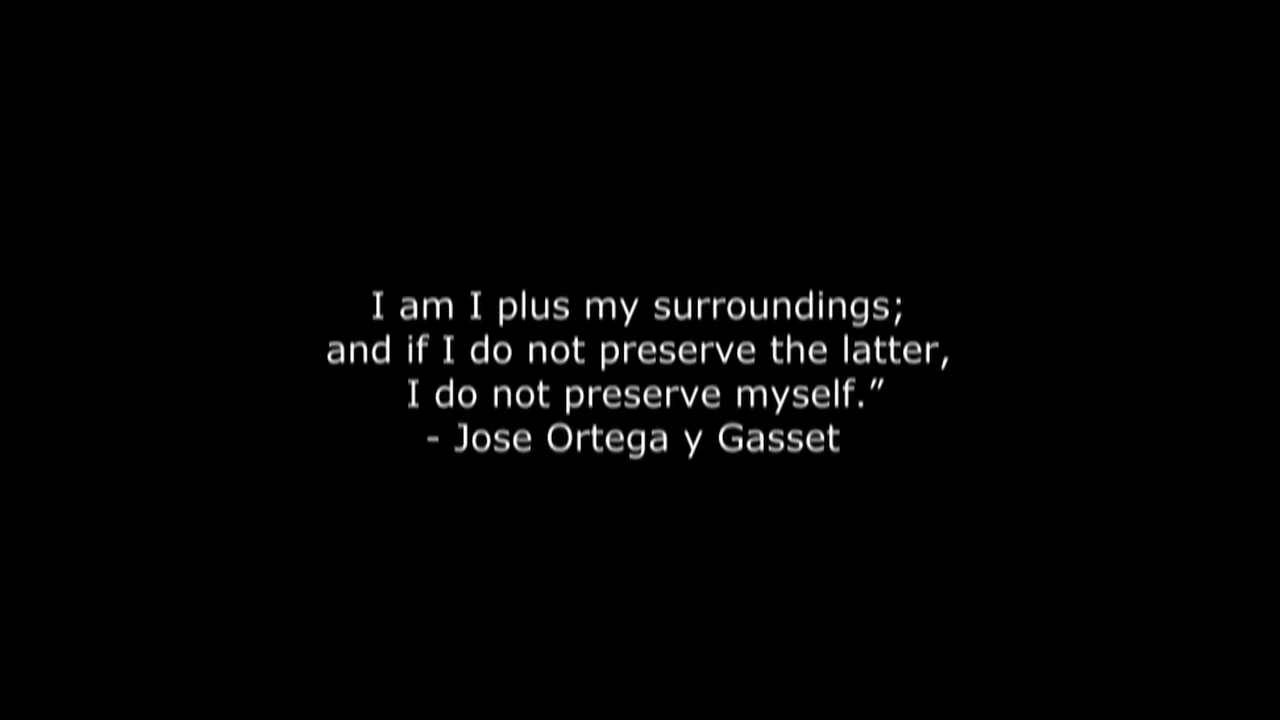 I am I plus my surroundings;
and if I do not preserve the latter,
I do not preserve myself.”
- Jose Ortega y Gasset